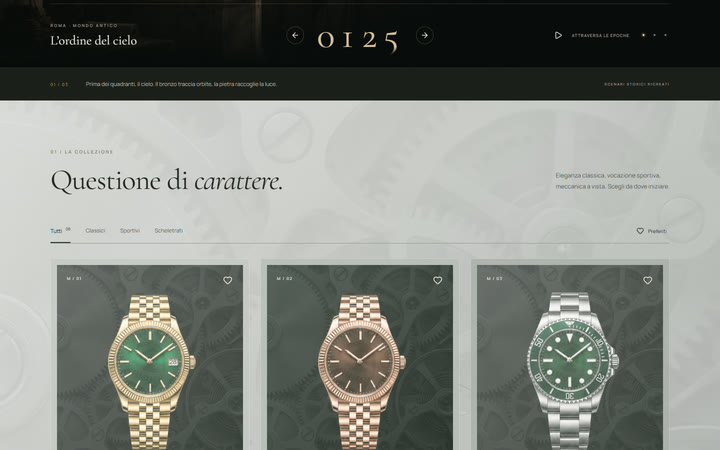 ROMA · MONDO ANTICO
L'ordine del cielo
0125
ATTRAVERSA LE EPOCHE
01 / 03
Prima dei quadranti, il cielo. Il bronzo traccia orbite, la pietra raccoglie la luce.
SCENARI STORICI RICREATI
01 / LA COLLEZIONE
Questione di carattere.
Eleganza classica, vocazione sportiva,
meccanica a vista. Scegli da dove iniziare.
Tutti
Classici
Sportivi
Scheletrati
Preferiti
M / 01
M / 02
M / 03